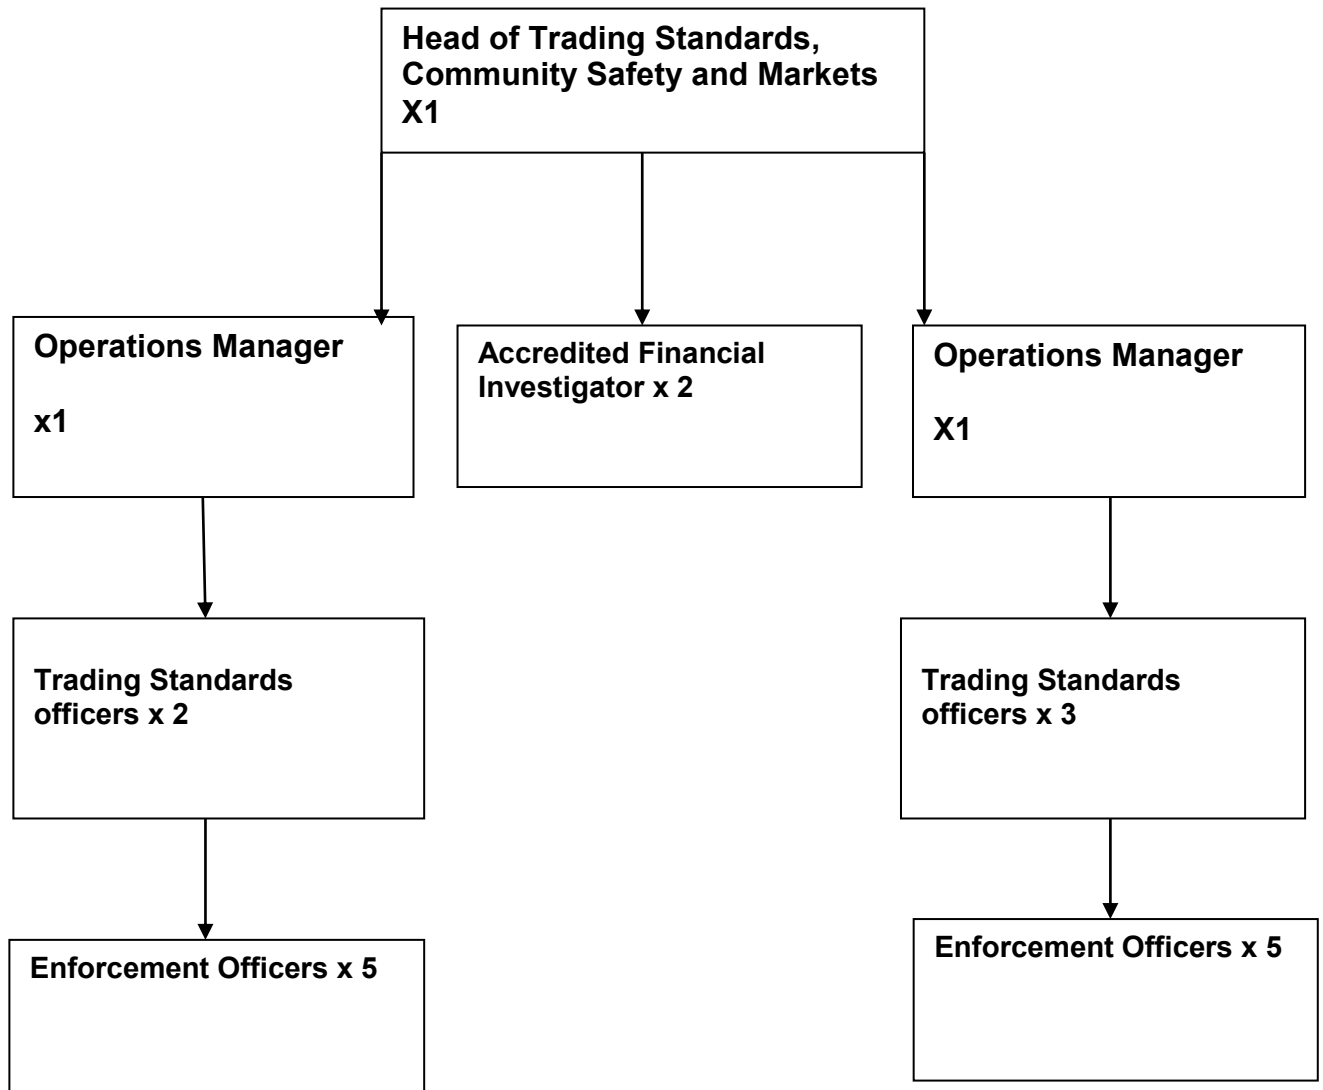 Head of Trading Standards,
Community Safety and Markets
X1
Operations Manager
x1
Accredited Financial
Investigator x 2
Operations Manager
X1
Trading Standards
officers x 2
Trading Standards
officers x 3
Enforcement Officers x 5
Enforcement Officers x 5